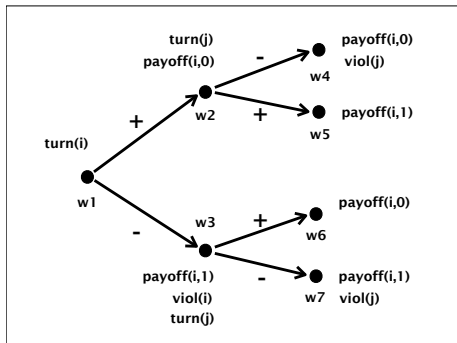 turn(j)
payoff(i,0)
-
payoff(i,0)
w4
viol(j)
w2
+
payoff(i,1)
w5
+
turn(i)
w1
-
w3
+
payoff(i,0)
w6
payoff(i,1)
viol(i)
turn(j)
-
payoff(i,1)
w7
viol(j)